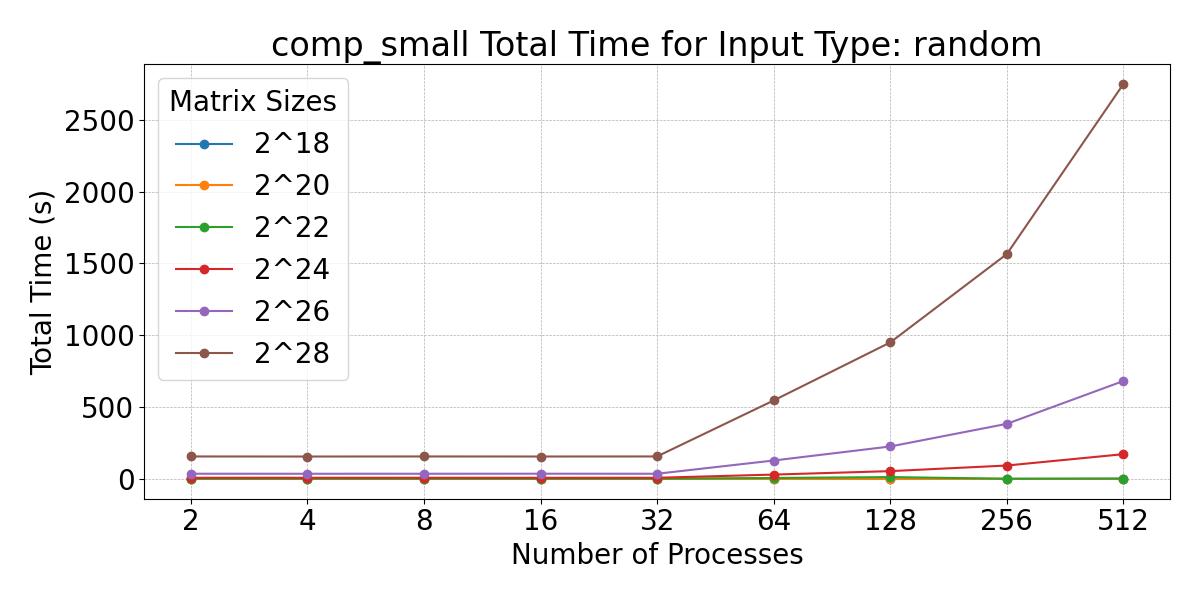 comp_small Total Time for Input Type: random
Total Time (s)
2500
2000
1500
1000
500
0
Matrix Sizes
2^18
2^20
2^22
2^24
2^26
2^28
2 4 8 16 32 64 128 256 512
Number of Processes